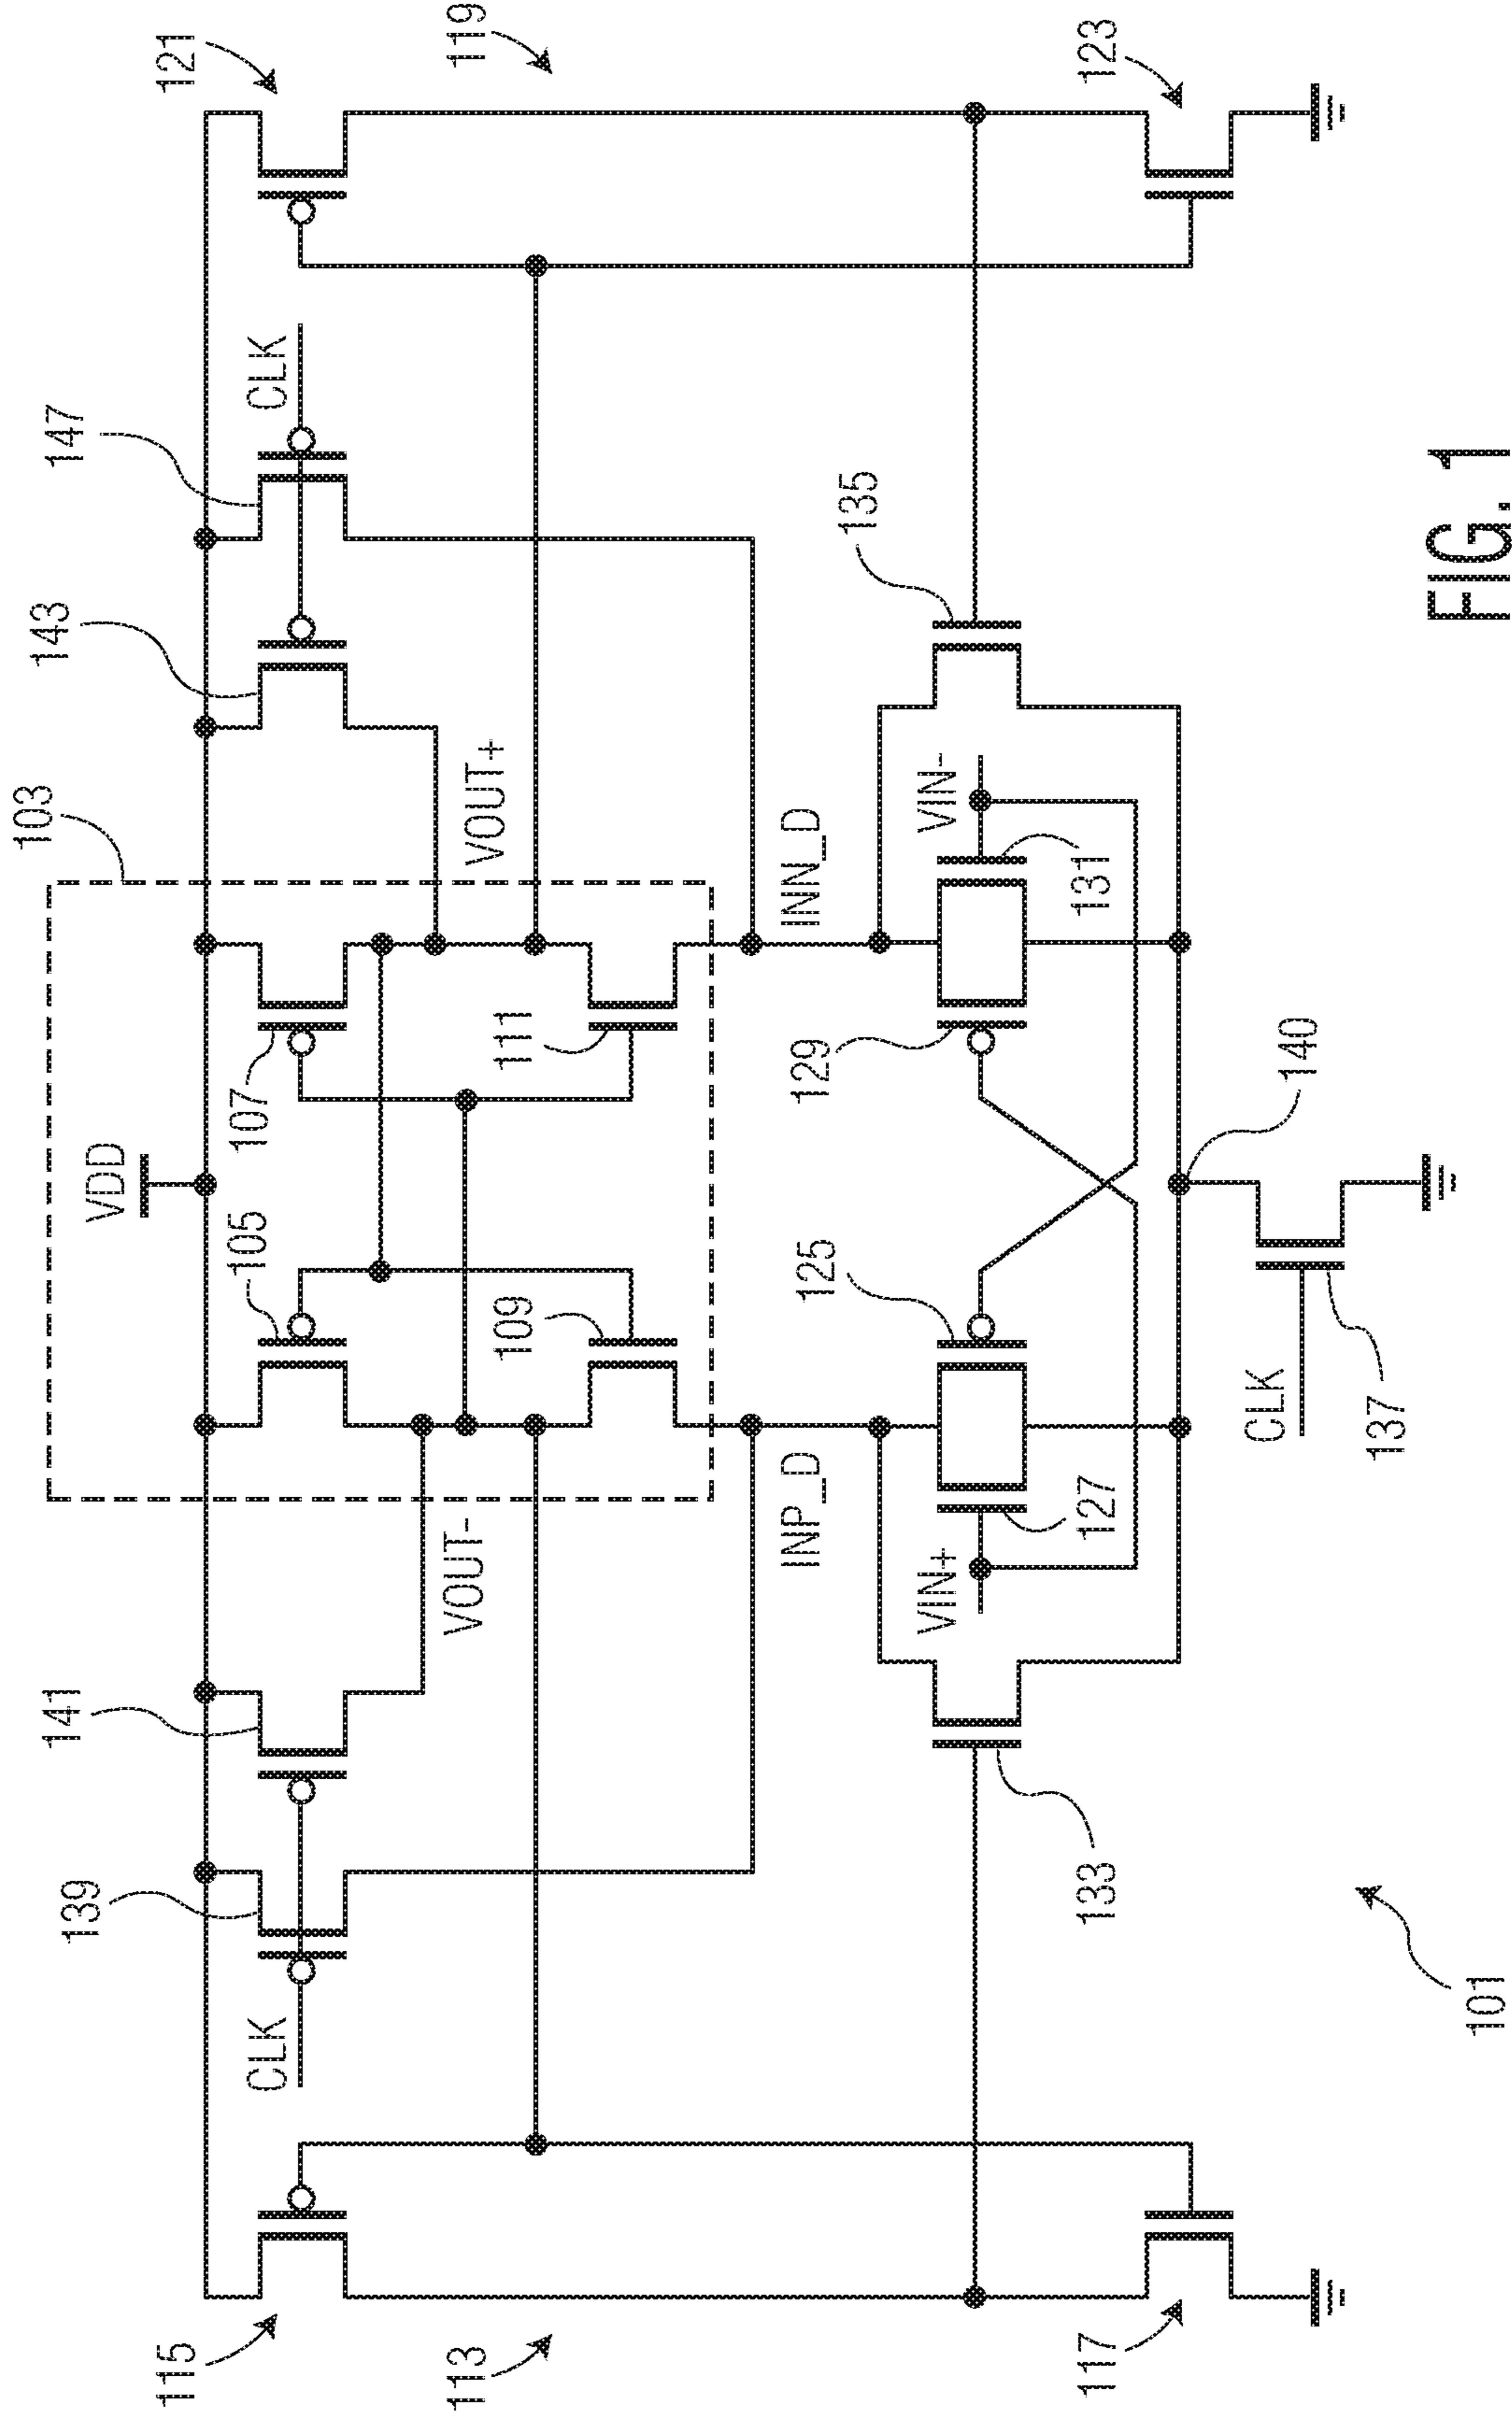 103
VDD
139
141
143
147
115
CLK
105
107
CLK
121
113
VOUT-
109
111
VOUT+
119
INP_D
INN_D
VIN+
125
129
VIN-
135
133
127
131
117
123
CLK
137
140
101
FIG. 1